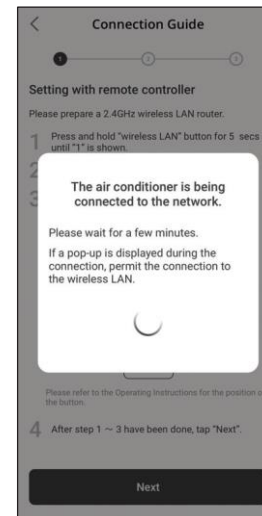 Connection Guide
1
2
3
Setting with remote controller
Please prepare a 2.4GHz wireless LAN router.
1 Press and hold "wireless LAN" button for 5 secs
until "1" is shown.
2
3
The air conditioner is being
connected to the network.
Please wait for a few minutes.
If a pop-up is displayed during the
connection, permit the connection to
the wireless LAN.
Please refer to the Operating Instructions for the position o
the button.
4 After step 1 ~ 3 have been done, tap "Next".
Next